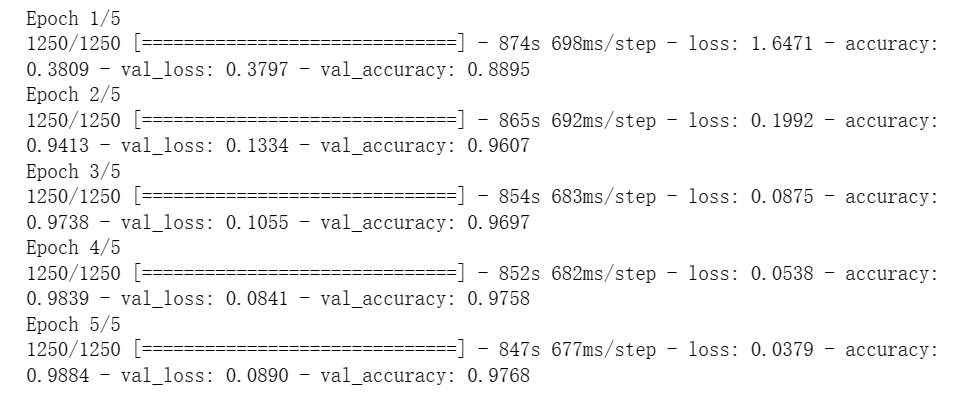 Epoch 1/5
1250/1250 [==============================] - 874s 698ms/step - loss: 1.6471 - accuracy:
0.3809 - val_loss: 0.3797 - val_accuracy: 0.8895
Epoch 2/5
1250/1250 [==============================] - 865s 692ms/step - loss: 0.1992 - accuracy:
0.9413 - val_loss: 0.1334 - val_accuracy: 0.9607
Epoch 3/5
1250/1250 [==============================] - 854s 683ms/step - loss: 0.0875 - accuracy:
0.9738 - val_loss: 0.1055 - val_accuracy: 0.9697
Epoch 4/5
1250/1250 [==============================] - 852s 682ms/step - loss: 0.0538 - accuracy:
0.9839 - val_loss: 0.0841 - val_accuracy: 0.9758
Epoch 5/5
1250/1250 [==============================] - 847s 677ms/step - loss: 0.0379 - accuracy:
0.9884 - val_loss: 0.0890 - val_accuracy: 0.9768